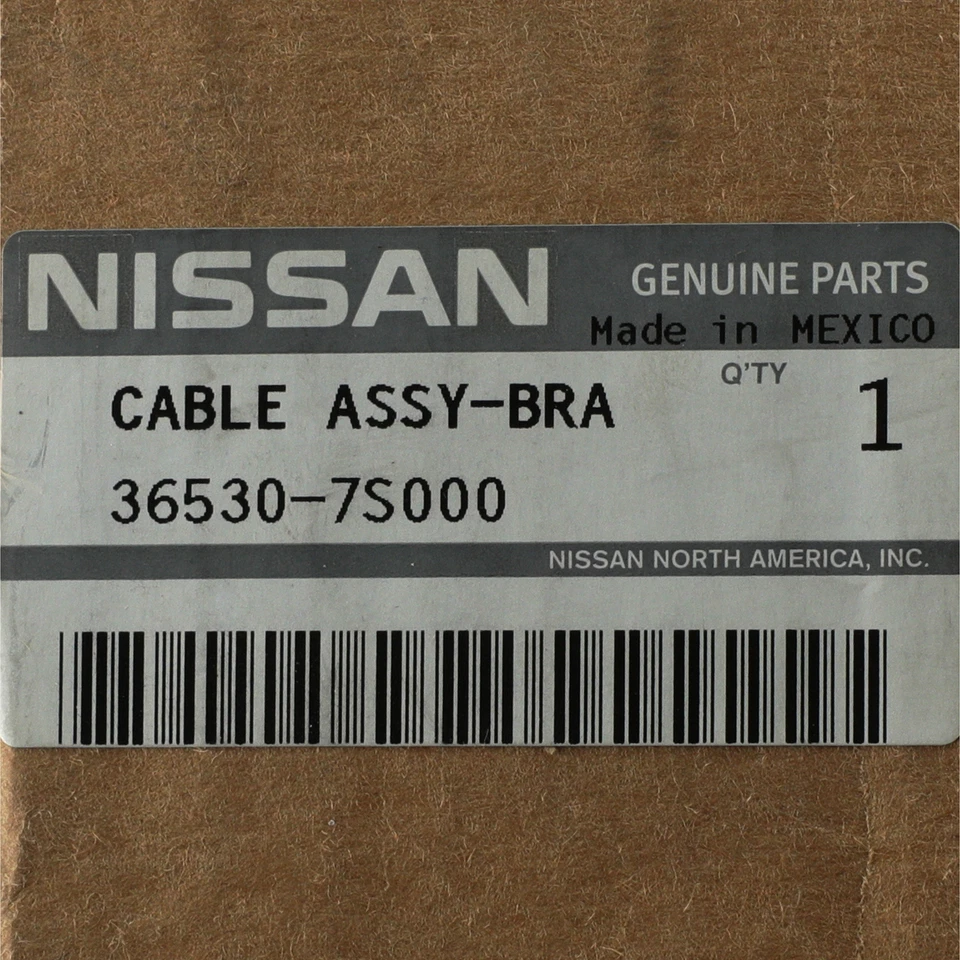 NISSAN
GENUINE PARTS
Made in MEXICO
Q'TY
CABLE ASSY-BRA 1
36530-7S000
NISSAN NORTH AMERICA, INC.